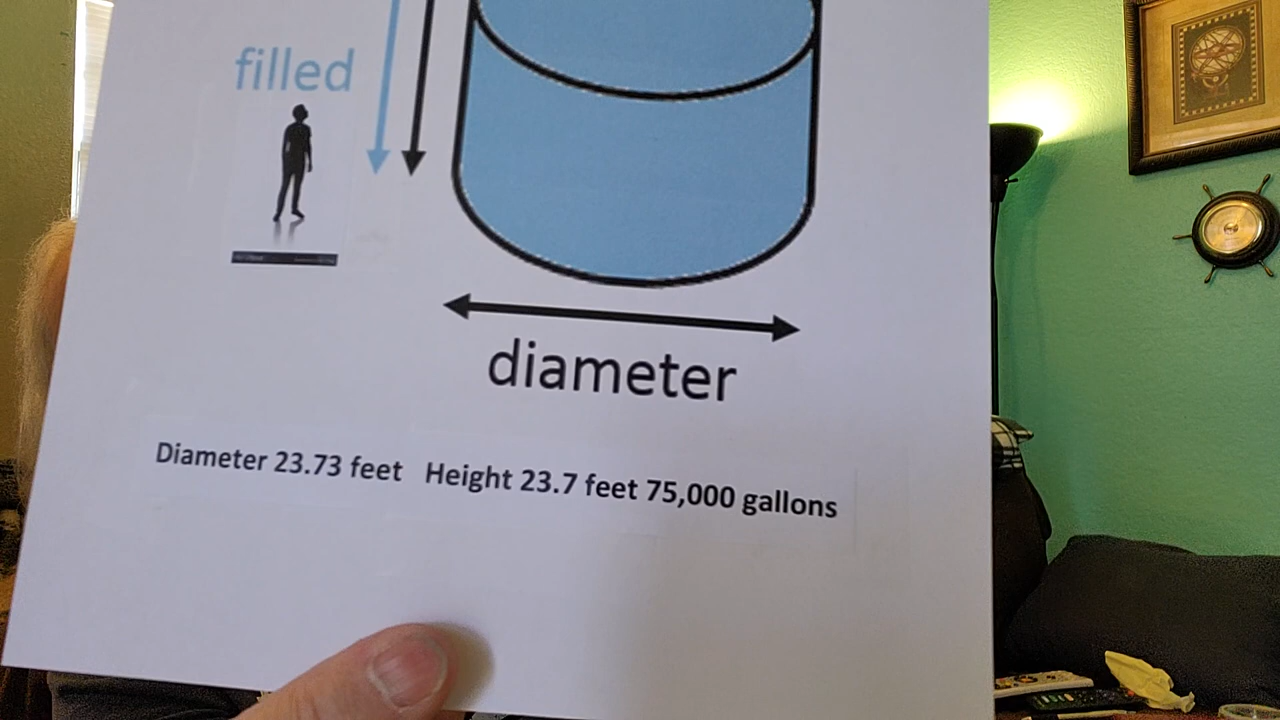 filled
diameter
Diameter 23.73 feet Height 23.7 feet 75,000 gallons